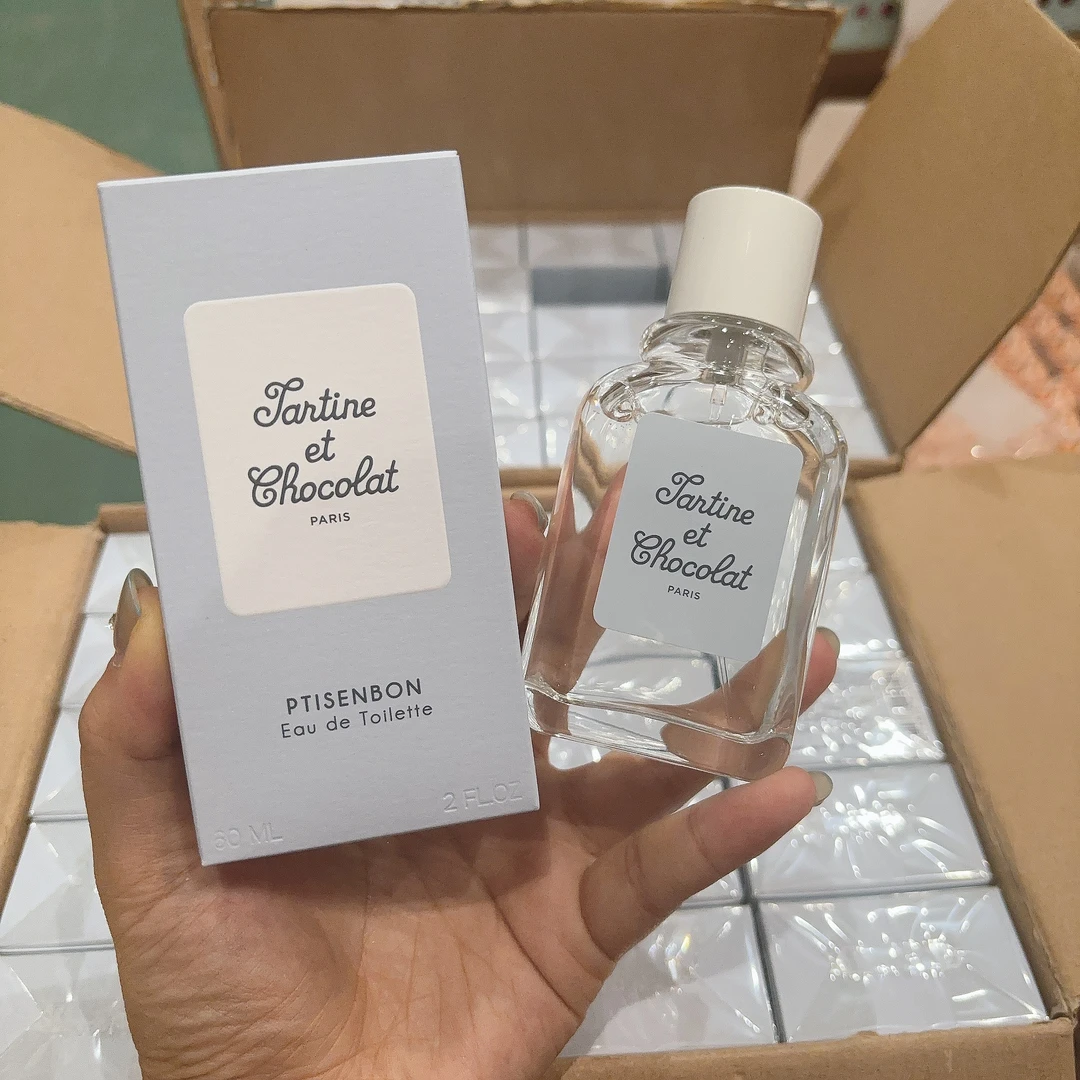 Tartine
et
Chocolat
PARIS
PTISENBON
Eau de Toilette
60 ML
2 FL.OZ
Tartine
et
Chocolat
PARIS